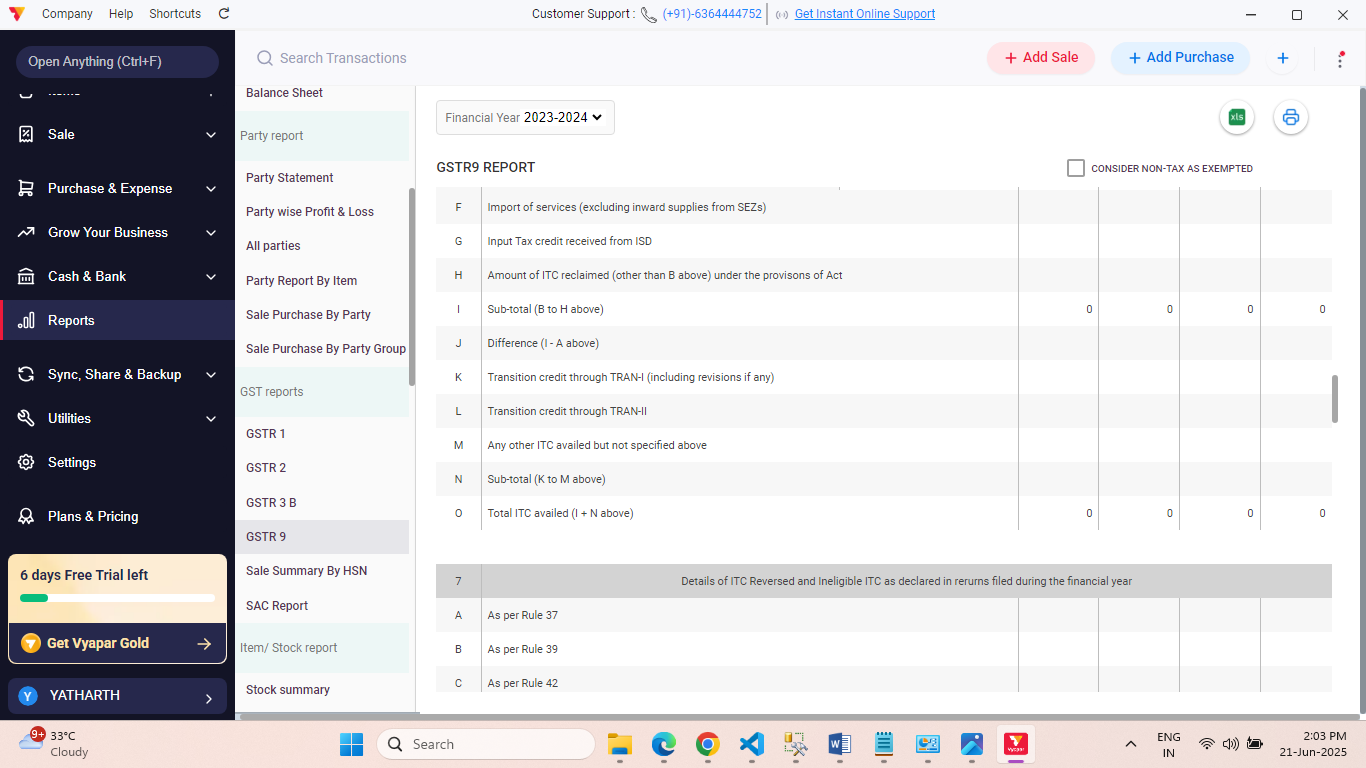 Company Help Shortcuts
Customer Support : (+91)-6364444752 Get Instant Online Support
Open Anything (Ctrl+F)
Search Transactions
+ Add Sale
+ Add Purchase
+
Items
Sale
Purchase & Expense
Grow Your Business
Cash & Bank
Reports
Sync, Share & Backup
Utilities
Settings
Plans & Pricing
6 days Free Trial left
Get Vyapar Gold
Y YATHARTH
Balance Sheet
Party report
Party Statement
Party wise Profit & Loss
All parties
Party Report By Item
Sale Purchase By Party
Sale Purchase By Party Group
GST reports
GSTR 1
GSTR 2
GSTR 3 B
GSTR 9
Sale Summary By HSN
SAC Report
Item/ Stock report
Stock summary
Financial Year 2023-2024
xls
GSTR9 REPORT
CONSIDER NON-TAX AS EXEMPTED
F Import of services (excluding inward supplies from SEZs)
G Input Tax credit received from ISD
H Amount of ITC reclaimed (other than B above) under the provisons of Act
I Sub-total (B to H above) 0 0 0 0
J Difference (I - A above)
K Transition credit through TRAN-I (including revisions if any)
L Transition credit through TRAN-II
M Any other ITC availed but not specified above
N Sub-total (K to M above)
O Total ITC availed (I + N above) 0 0 0 0
7 Details of ITC Reversed and Ineligible ITC as declared in rerurns filed during the financial year
A As per Rule 37
B As per Rule 39
C As per Rule 42
9+
33°C
Cloudy
Search
Vyapar
ENG
IN
2:03 PM
21-Jun-2025